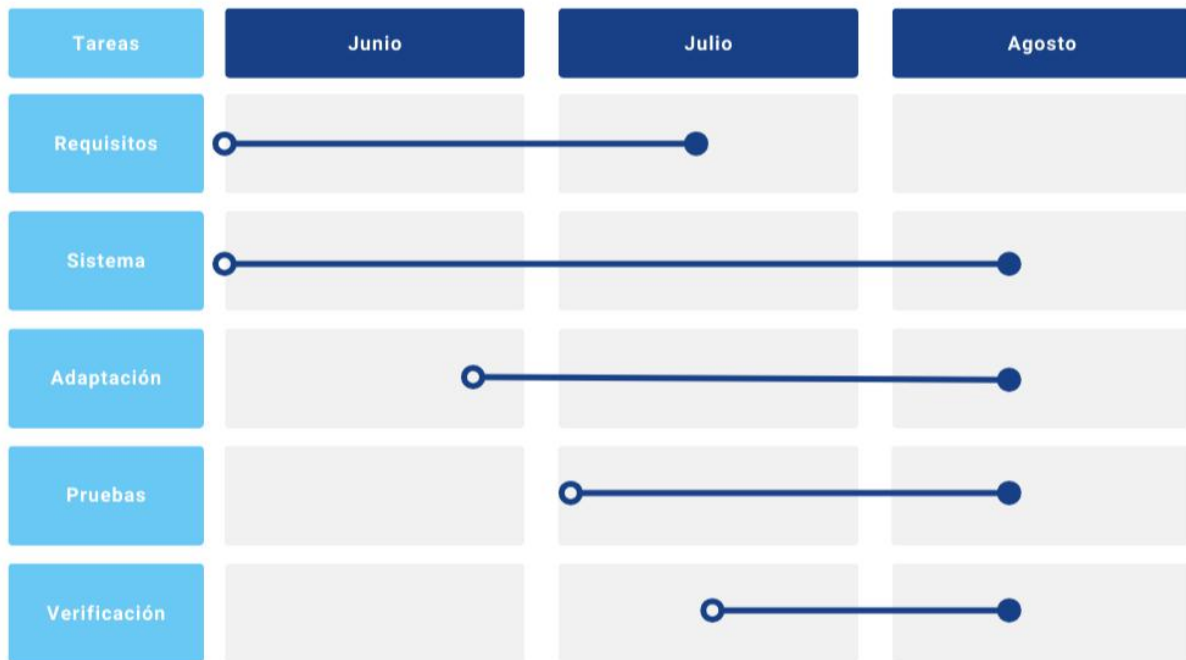 Tareas
Junio
Julio
Agosto
Requisitos
Sistema
Adaptación
Pruebas
Verificación